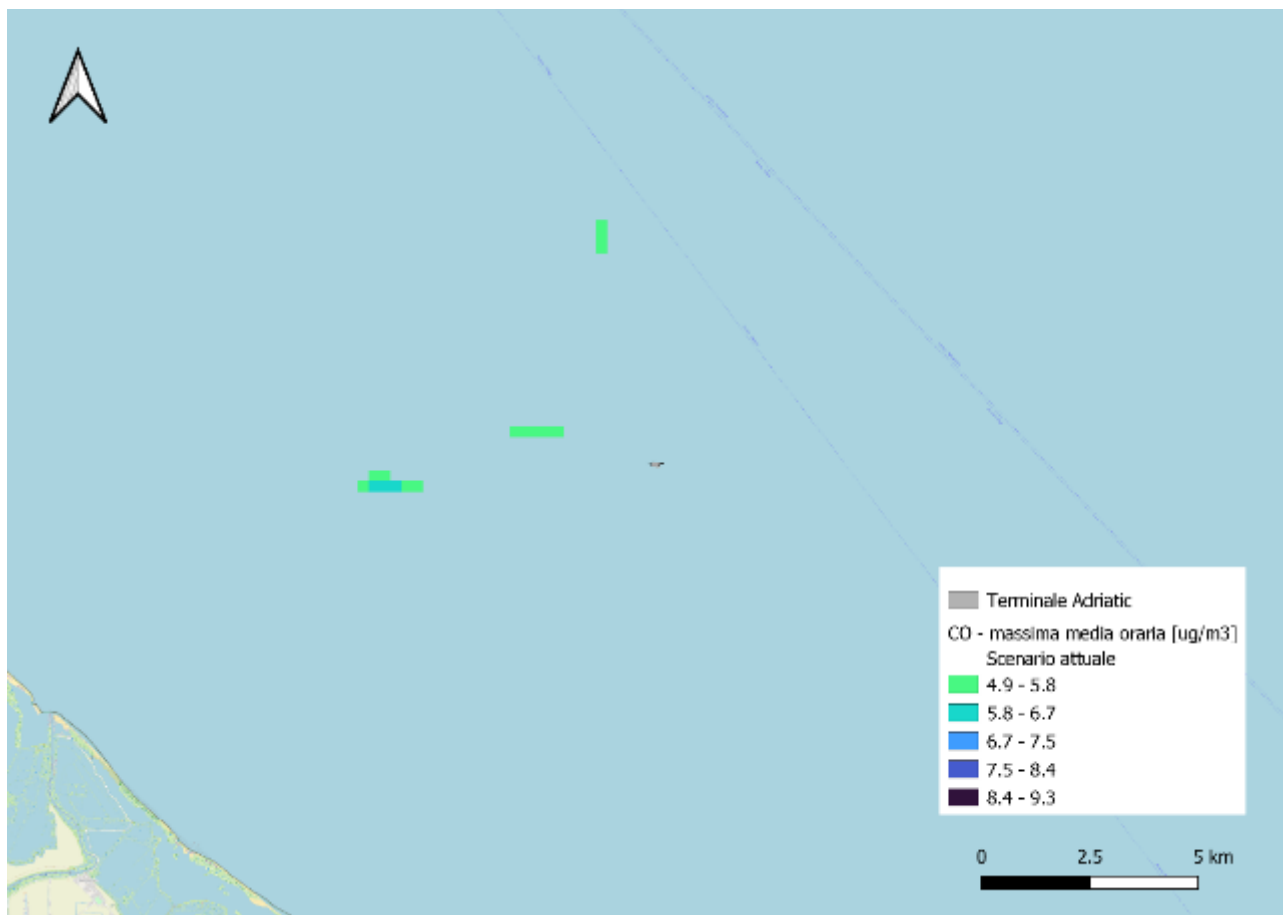 Terminale Adriatic
CO - massima media oraria [ug/m3]
Scenario attuale
4.9 - 5.8
5.8 - 6.7
6.7 - 7.5
7.5 - 8.4
8.4 - 9.3
0 2.5 5 km